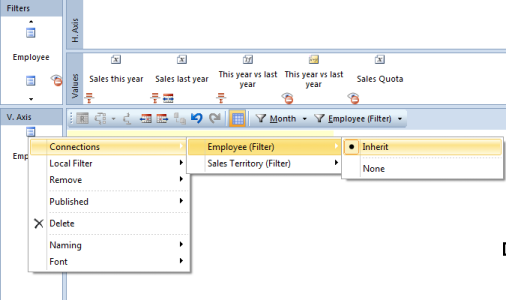 Filters
H. Axis
Employee
Values
Sales this year
Sales last year
This year vs last year
This year vs last year
Sales Quota
V. Axis
Month
Employee (Filter)
Connections
Employee (Filter)
Inherit
Local Filter
Sales Territory (Filter)
None
Remove
Published
Delete
Naming
Font